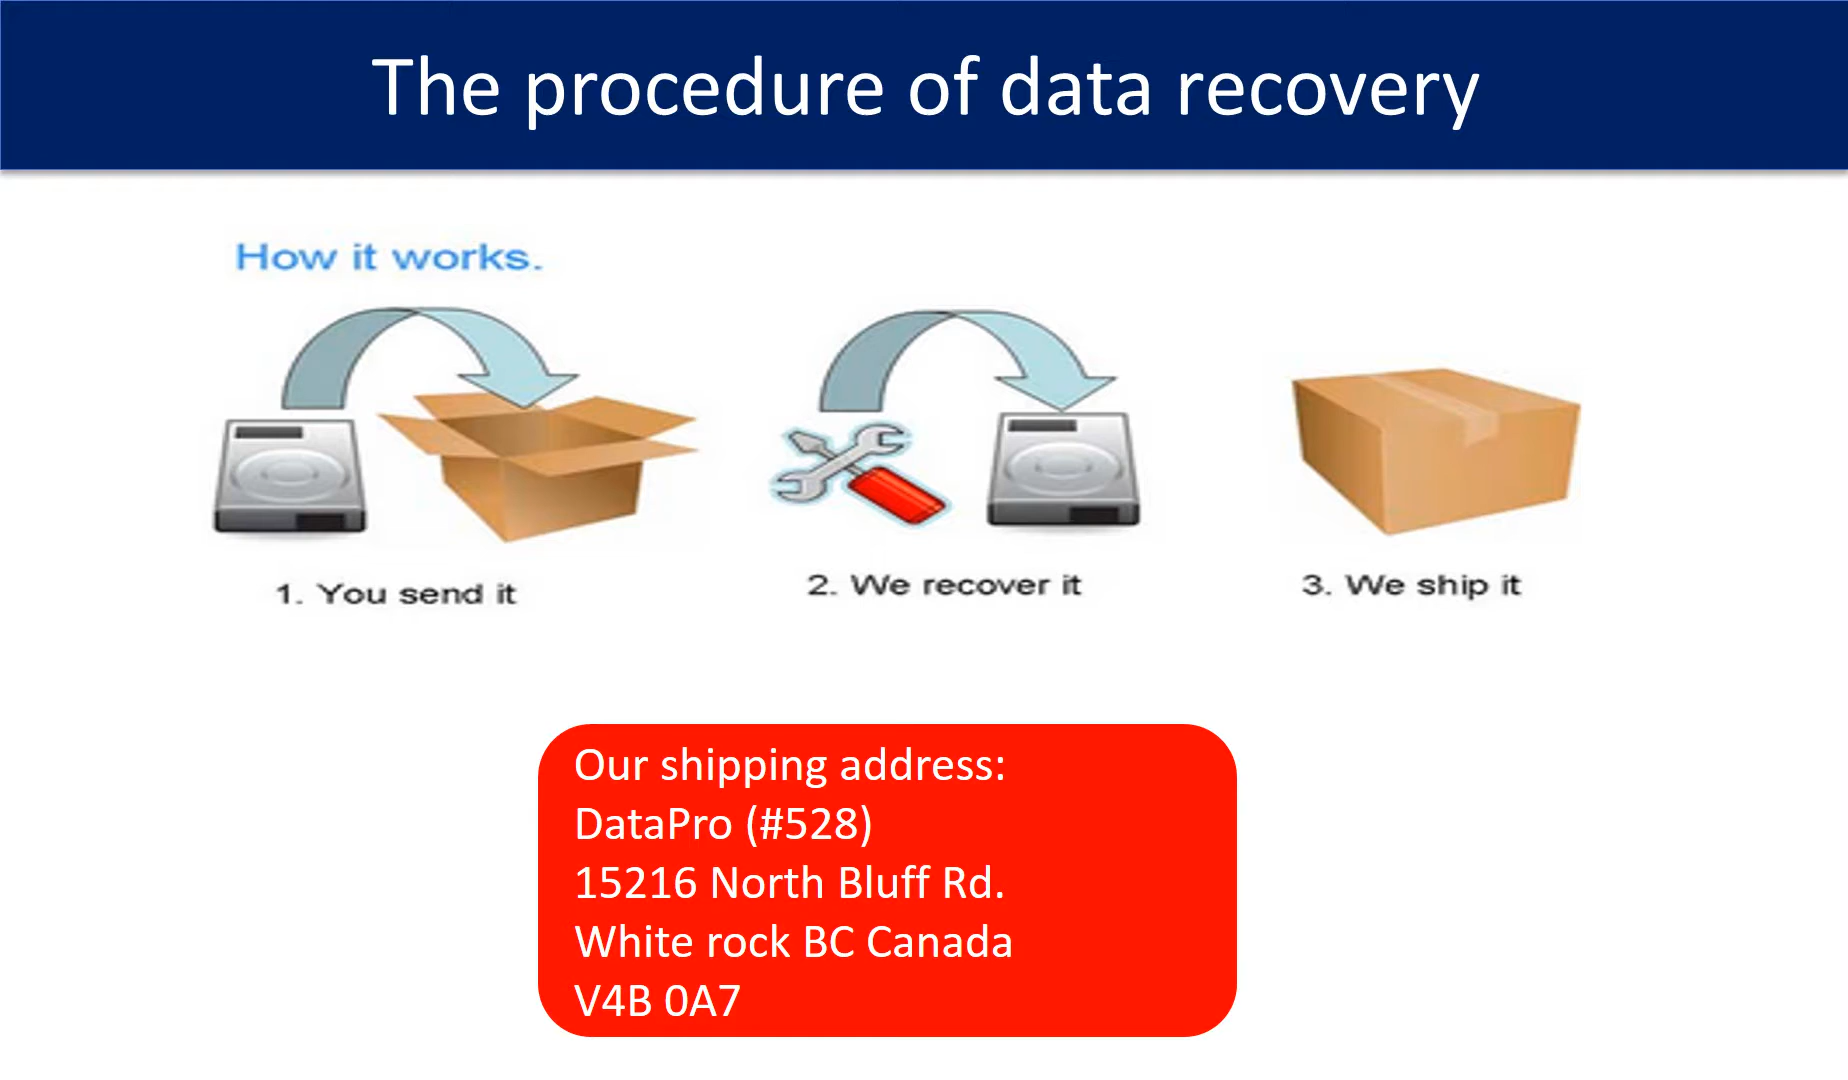 The procedure of data recovery
How it works.
1. You send it
2. We recover it
3. We ship it
Our shipping address:
DataPro (#528)
15216 North Bluff Rd.
White rock BC Canada
V4B 0A7